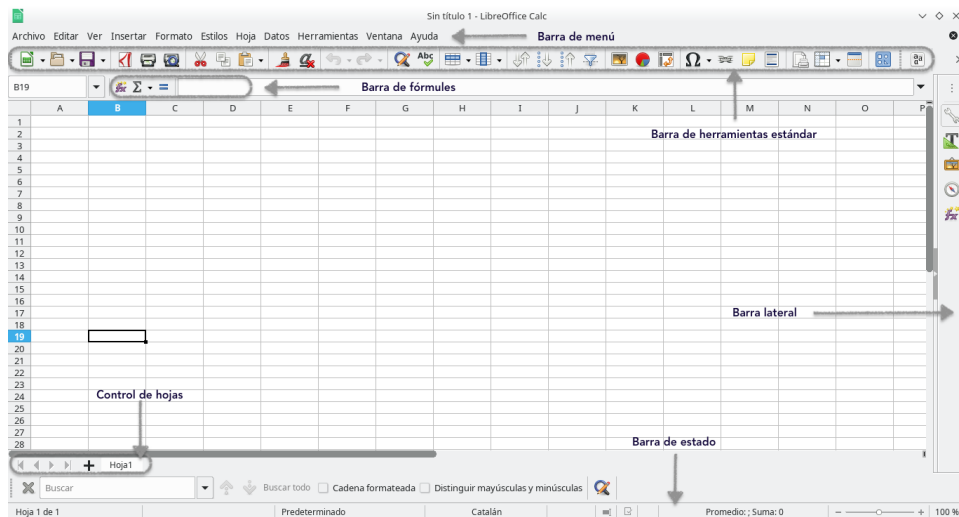 Sin título 1 - LibreOffice Calc
Archivo Editar Ver Insertar Formato Estilos Hoja Datos Herramientas Ventana Ayuda
Barra de menú
Abc
Ω
B19
fx Σ =
Barra de fórmules
A B C D E F G H I J K L M N O P
Barra de herramientas estándar
1
2
3
4
5
6
7
8
9
10
11
12
13
14
15
16
17
Barra lateral
18
19
20
21
22
23
24
Control de hojas
25
26
27
28
Barra de estado
Hoja1
Buscar Buscar todo Cadena formateada Distinguir mayúsculas y minúsculas
Hoja 1 de 1 Predeterminado Catalán Promedio: ; Suma: 0 100 %